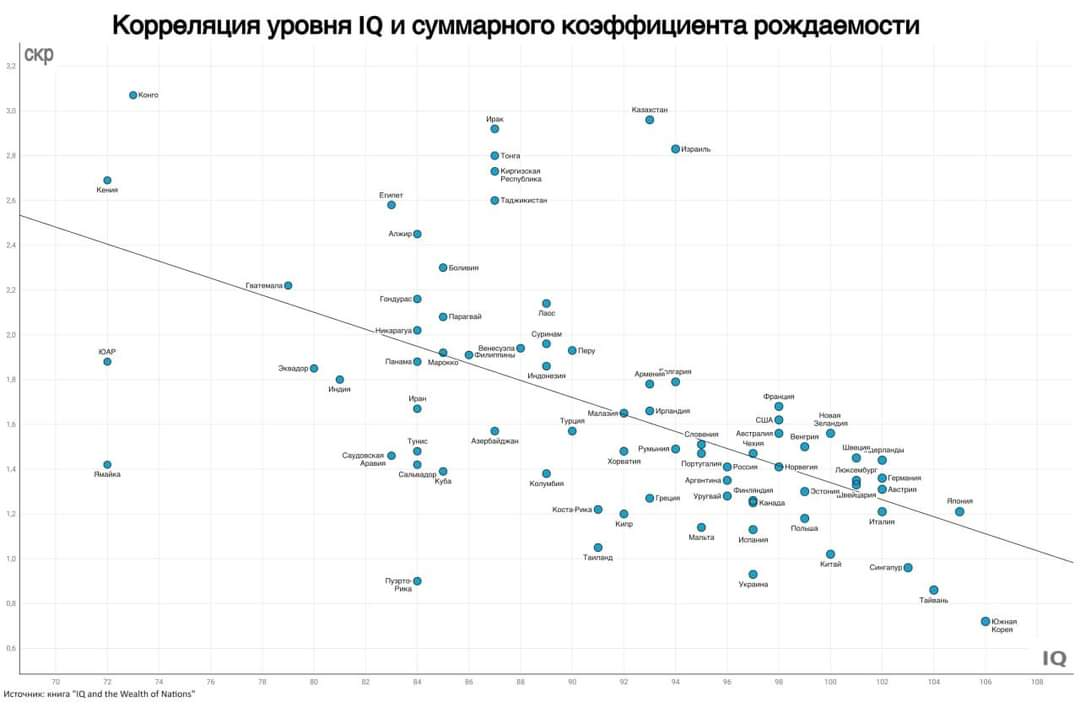 Корреляция уровня IQ и суммарного коэффициента рождаемости
скр
3,2
3,0
2,8
2,6
2,4
2,2
2,0
1,8
1,6
1,4
1,2
1,0
0,8
0,6
Конго
Казахстан
Ирак
Израиль
Тонга
Киргизская
Республика
Кения
Египет
Таджикистан
Алжир
Боливия
Гватемала
Гондурас
Лаос
Парагвай
Никарагуа
Суринам
ЮАР
Венесуэла
Филиппины
Перу
Панама
Марокко
Эквадор
Индонезия
Индия
Армения
Иран
Малазия
Ирландия
Франция
США
Новая
Зеландия
Турция
Азербайджан
Словения
Австралия
Венгрия
Тунис
Хорватия
Румыния
Чехия
Швеция
Саудовская
Аравия
Ямайка
Сальвадор
Куба
Колумбия
Португалия
Россия
Норвегия
Люксембург
Германия
Аргентина
Финляндия
Эстония
Австрия
Уругвай
Канада
Греция
Коста-Рика
Кипр
Япония
Италия
Мальта
Испания
Польша
Таиланд
Китай
Сингапур
Украина
Пуэрто-
Рика
Тайвань
Южная
Корея
IQ
70 72 74 76 78 80 82 84 86 88 90 92 94 96 98 100 102 104 106 108
Источник: книга "IQ and the Wealth of Nations"